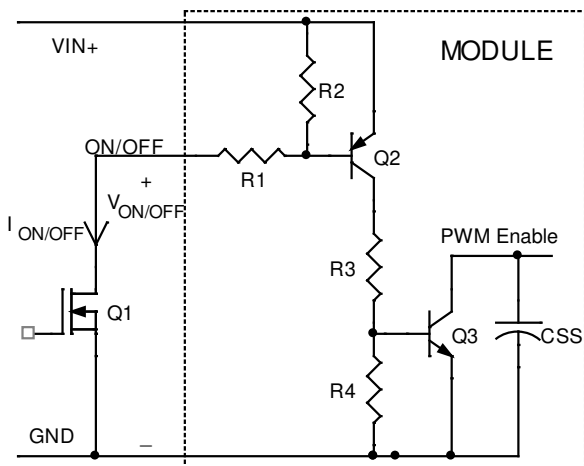 VIN+
MODULE
R2
ON/OFF
R1
Q2
+
V ON/OFF
I ON/OFF
PWM Enable
R3
Q1
Q3
CSS
R4
GND
_